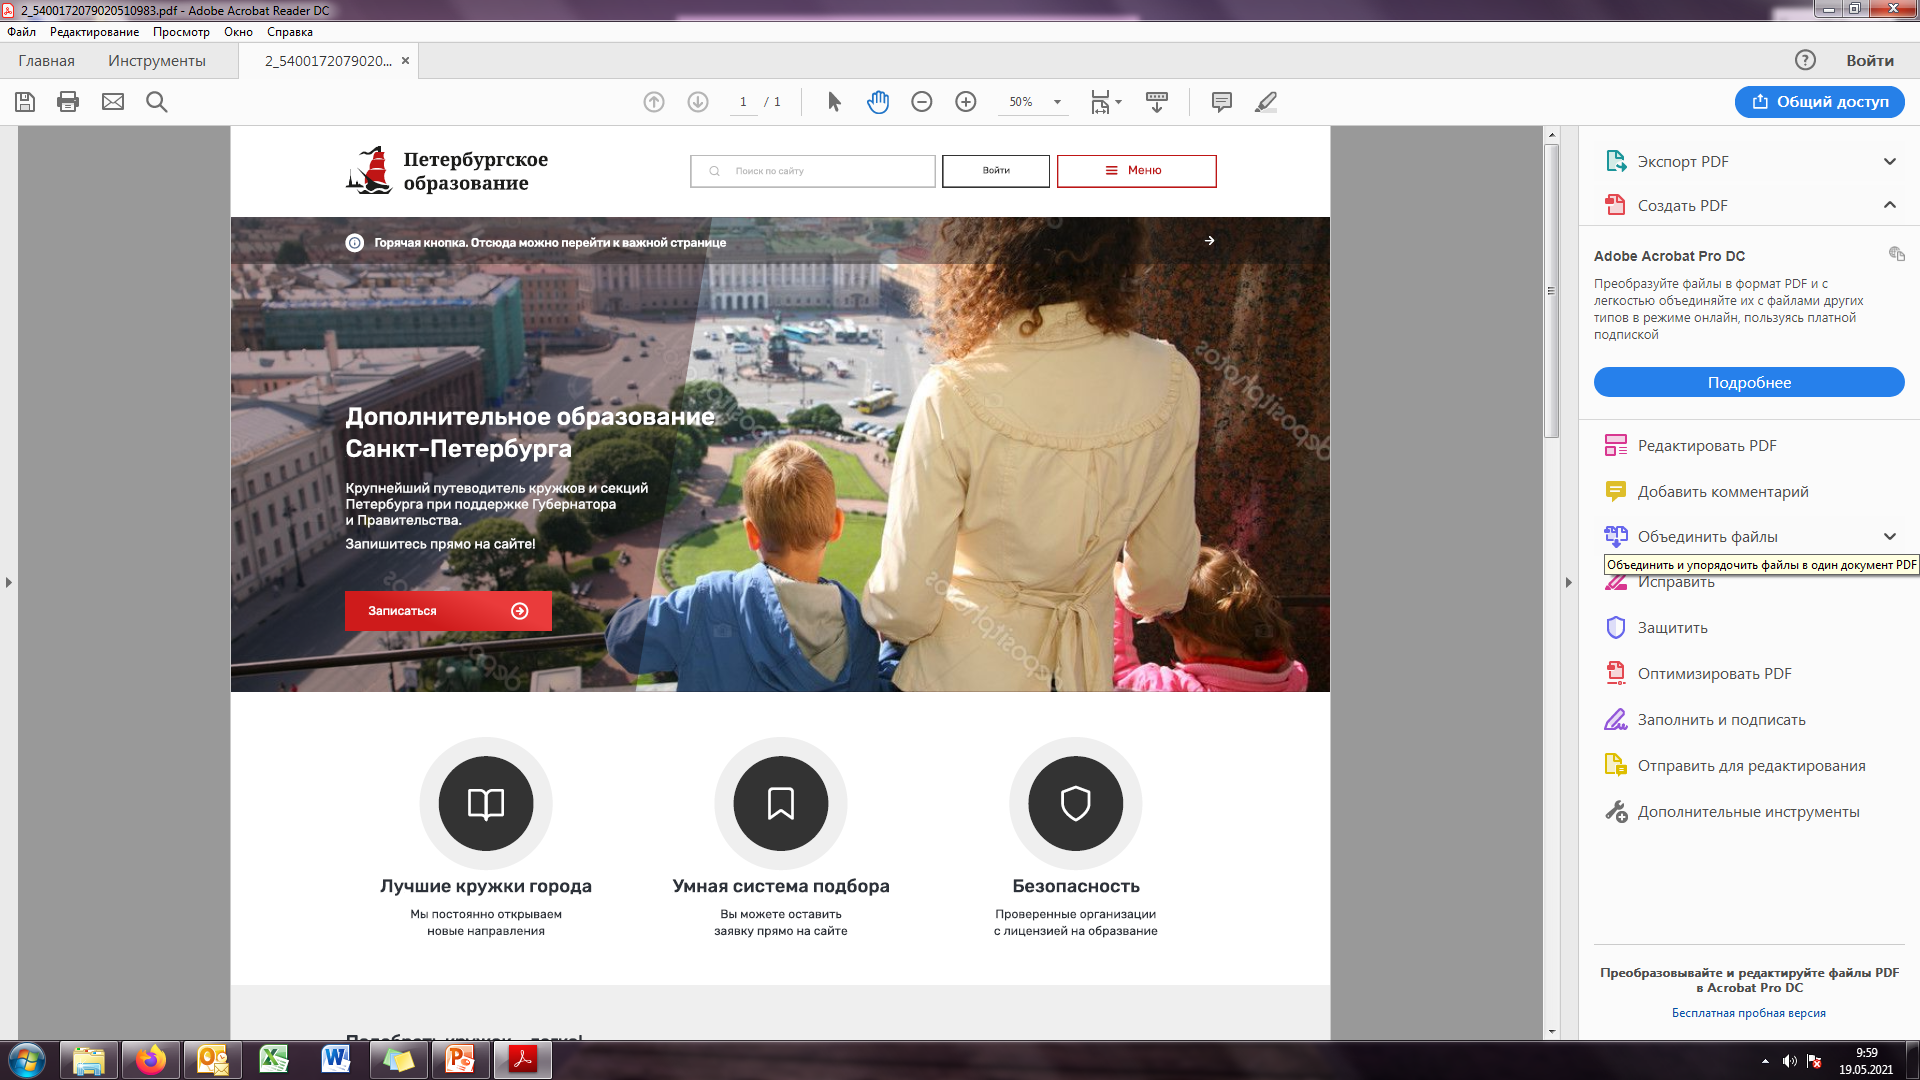 2_5400172079020510983.pdf - Adobe Acrobat Reader DC
Файл Редактирование Просмотр Окно Справка
Главная Инструменты 2_5400172079020... Войти
1 / 1 50% Общий доступ
Петербургское
образование
Поиск по сайту Войти Меню
Горячая кнопка. Отсюда можно перейти к важной странице
Дополнительное образование
Санкт-Петербурга
Крупнейший путеводитель кружков и секций
Петербурга при поддержке Губернатора
и Правительства.
Запишитесь прямо на сайте!
Записаться
depositphotos
depositphotos
depositphotos
depositphotos
Лучшие кружки города
Мы постоянно открываем
новые направления
Умная система подбора
Вы можете оставить
заявку прямо на сайте
Безопасность
Проверенные организации
с лицензией на образвание
Экспорт PDF
Создать PDF
Adobe Acrobat Pro DC
Преобразуйте файлы в формат PDF и с
легкостью объединяйте их с файлами других
типов в режиме онлайн, пользуясь платной
подпиской
Подробнее
Редактировать PDF
Добавить комментарий
Объединить файлы
Объединить и упорядочить файлы в один документ PDF
Исправить
Защитить
Оптимизировать PDF
Заполнить и подписать
Отправить для редактирования
Дополнительные инструменты
Преобразовывайте и редактируйте файлы PDF
в Acrobat Pro DC
Бесплатная пробная версия
9:59
19.05.2021